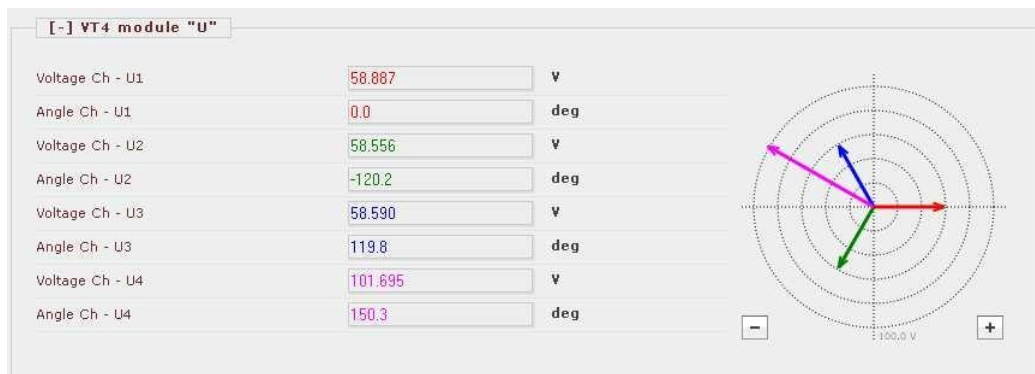 [-] VT4 module "U"
Voltage Ch - U1 58.887 V
Angle Ch - U1 0.0 deg
Voltage Ch - U2 58.556 V
Angle Ch - U2 -120.2 deg
Voltage Ch - U3 58.590 V
Angle Ch - U3 119.8 deg
Voltage Ch - U4 101.695 V
Angle Ch - U4 150.3 deg
- +
100.0 V